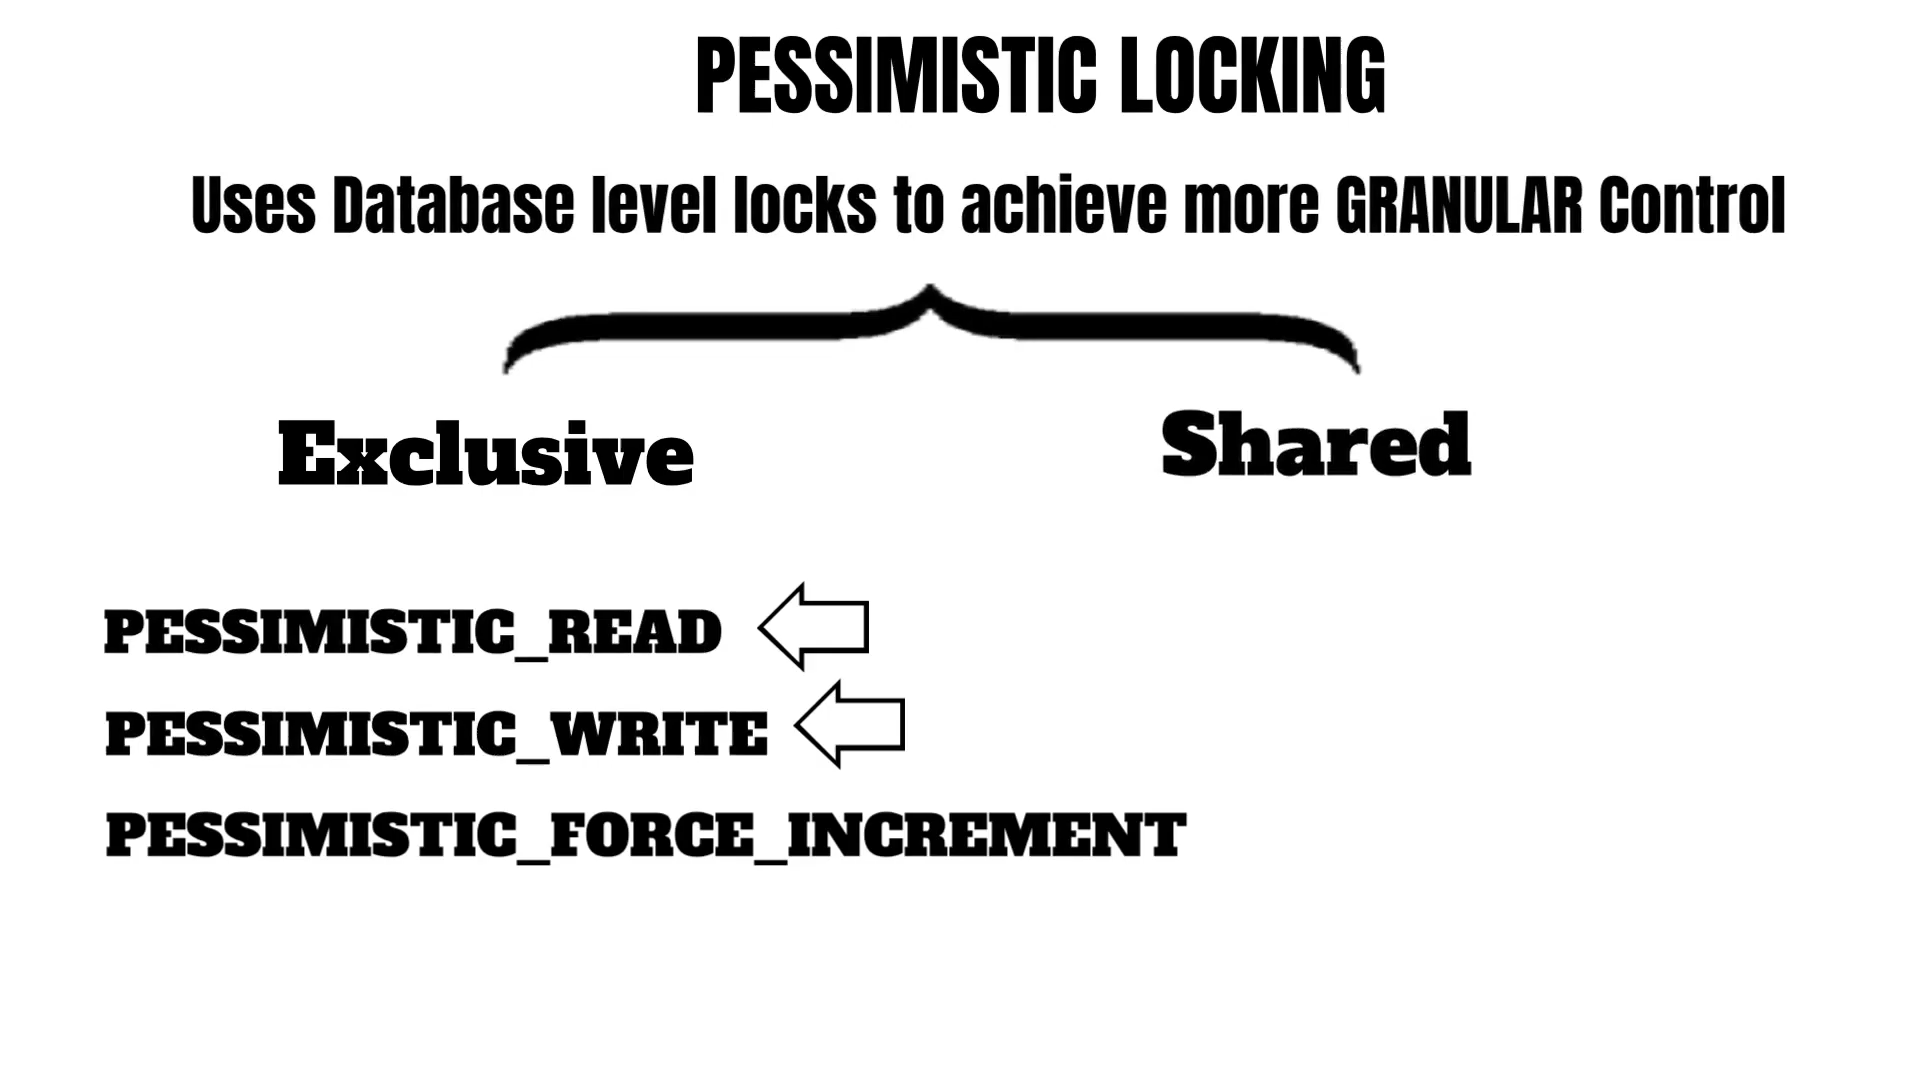 PESSIMISTIC LOCKING
Uses Database level locks to achieve more GRANULAR Control
Exclusive
Shared
PESSIMISTIC_READ
PESSIMISTIC_WRITE
PESSIMISTIC_FORCE_INCREMENT